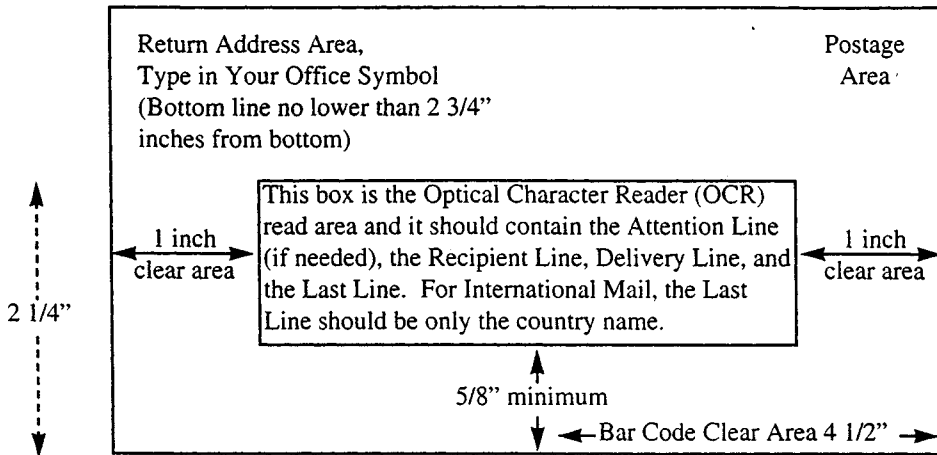 Return Address Area,
Type in Your Office Symbol
(Bottom line no lower than 2 3/4”
inches from bottom)
Postage
Area
This box is the Optical Character Reader (OCR)
read area and it should contain the Attention Line
(if needed), the Recipient Line, Delivery Line, and
the Last Line. For International Mail, the Last
Line should be only the country name.
1 inch
clear area
1 inch
clear area
2 1/4”
5/8” minimum
Bar Code Clear Area 4 1/2”